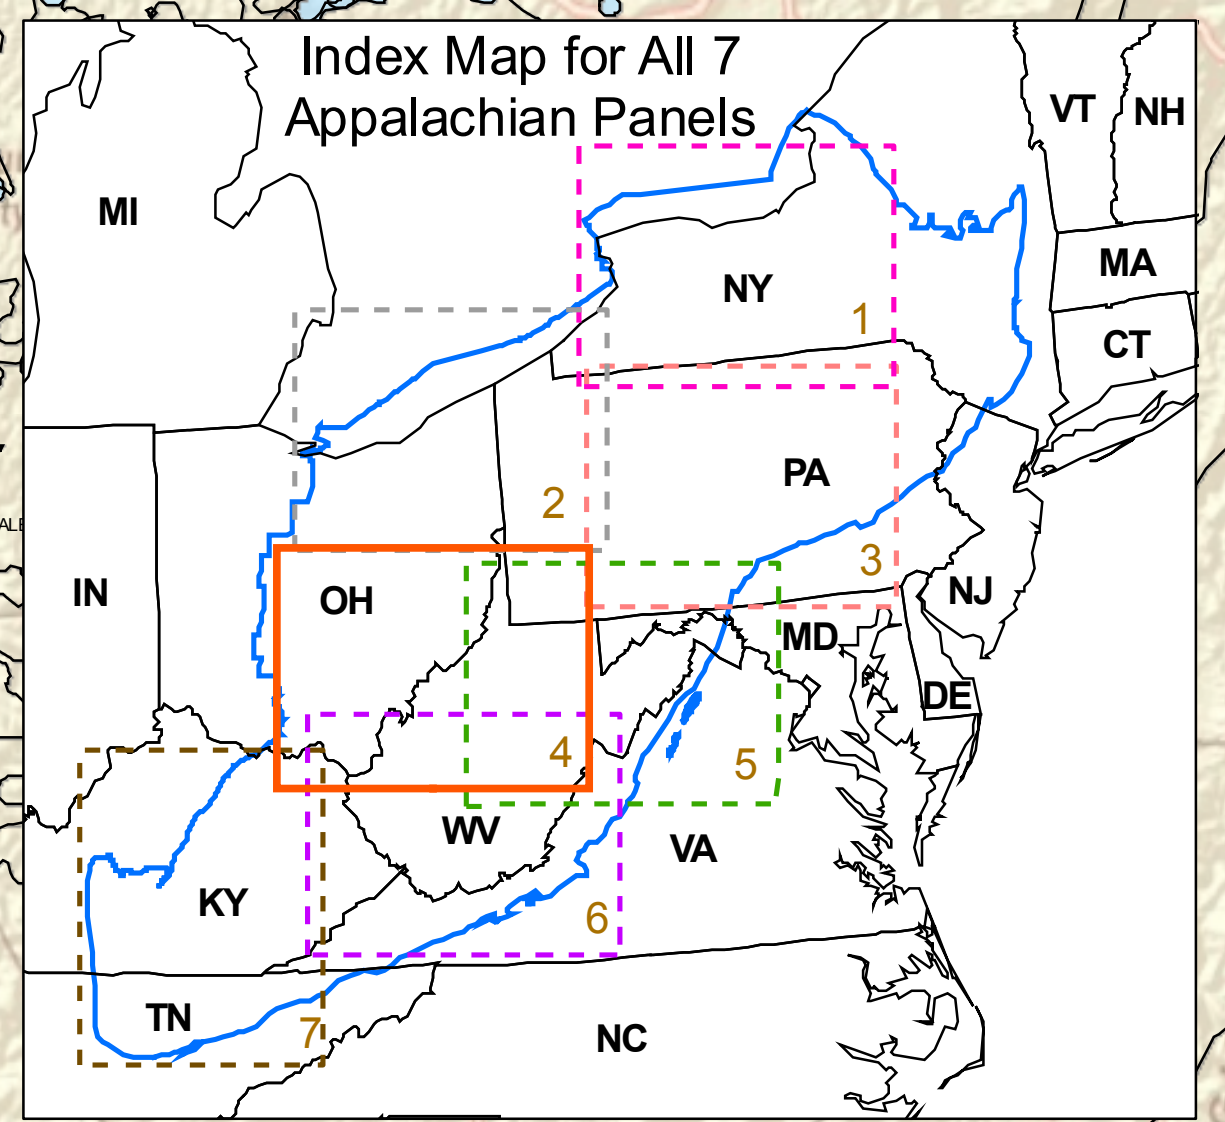 Index Map for All 7
Appalachian Panels
VT
NH
MI
MA
NY
1
CT
PA
2
3
IN
OH
NJ
MD
DE
4
5
WV
VA
KY
6
TN
7
NC